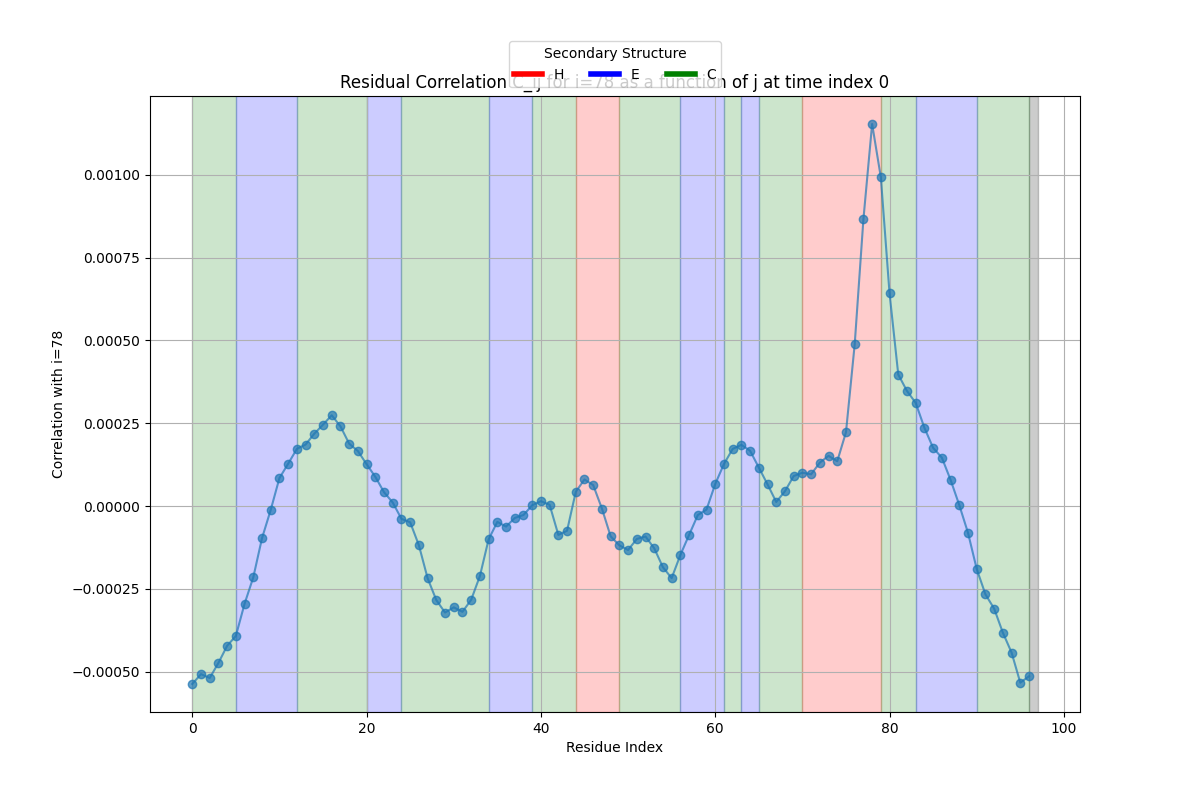 Secondary Structure
H E C
Residual Correlation C_ij for i=78 as a function of j at time index 0
Correlation with i=78
0.00100
0.00075
0.00050
0.00025
0.00000
−0.00025
−0.00050
0 20 40 60 80 100
Residue Index